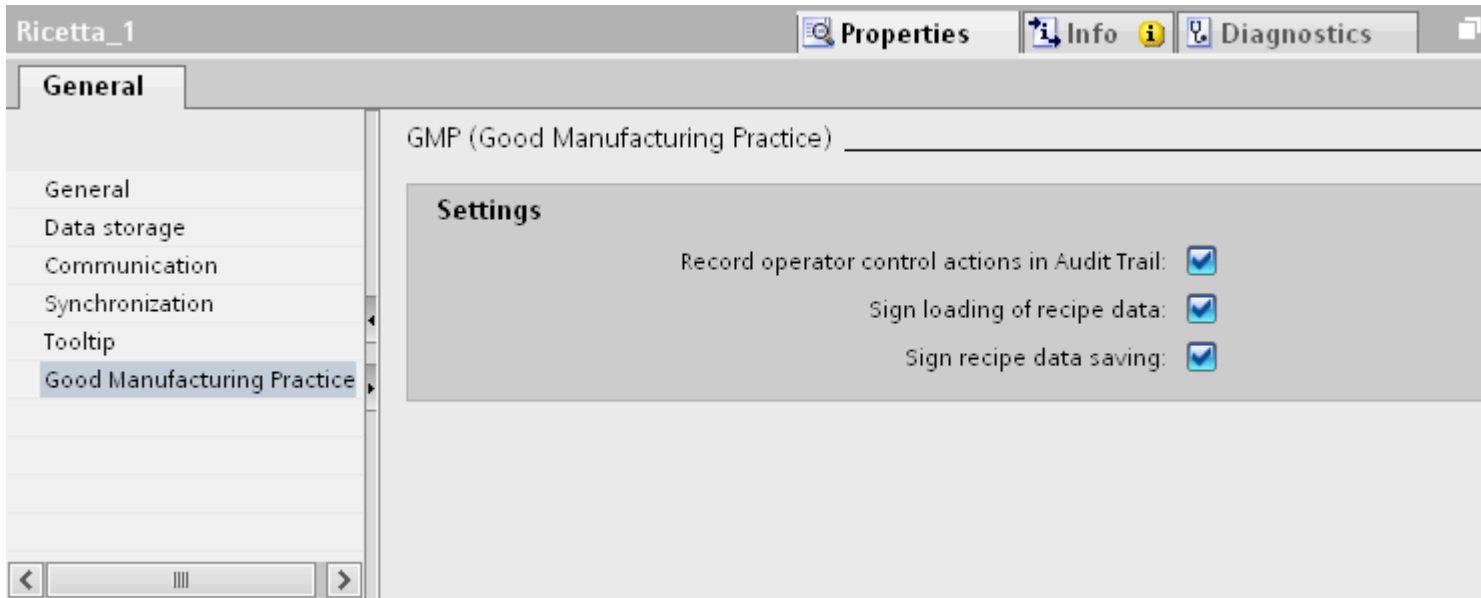 Ricetta_1
Properties
Info
Diagnostics
General
General
Data storage
Communication
Synchronization
Tooltip
Good Manufacturing Practice
GMP (Good Manufacturing Practice)
Settings
Record operator control actions in Audit Trail:
Sign loading of recipe data:
Sign recipe data saving: